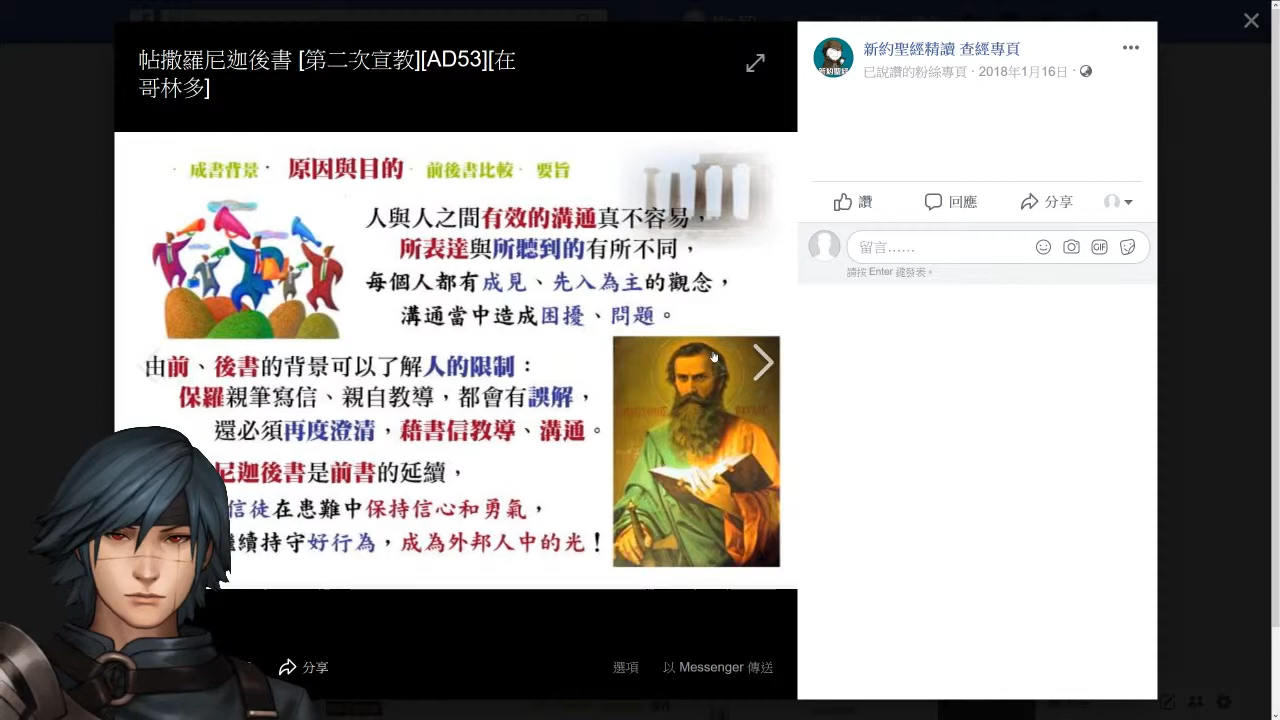 帖撒羅尼迦後書 [第二次宣教][AD53][在
哥林多]
新約聖經精讀 查經專頁
已說讚的粉絲專頁 · 2018年1月16日 ·
· 成書背景 · 原因與目的 · 前後書比較 · 要旨
人與人之間有效的溝通真不容易，
所表達與所聽到的有所不同，
每個人都有成見、先入為主的觀念，
溝通當中造成困擾、問題。
由前、後書的背景可以了解人的限制：
保羅親筆寫信、親自教導，都會有誤解，
還必須再度澄清，藉書信教導、溝通。
尼迦後書是前書的延續，
信徒在患難中保持信心和勇氣，
繼續持守好行為，成為外邦人中的光！
讚
回應
分享
留言......
GIF
請按 Enter 鍵發表。
分享
選項
以 Messenger 傳送